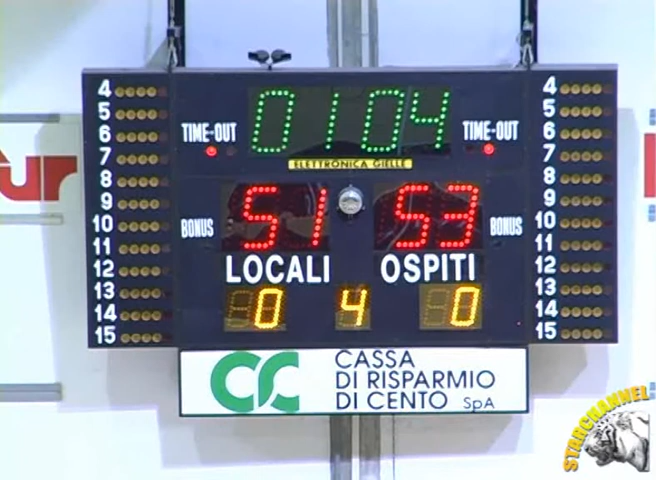 01 04
TIME-OUT TIME-OUT
ELETTRONICA GIELLE
4 4
5 5
6 6
7 7
8 8
9 9
10 10
11 11
12 12
13 13
14 14
15 15
51 53
BONUS BONUS
LOCALI OSPITI
0 4 0
CASSA
DI RISPARMIO
DI CENTO SpA
STARCHANNEL
ur